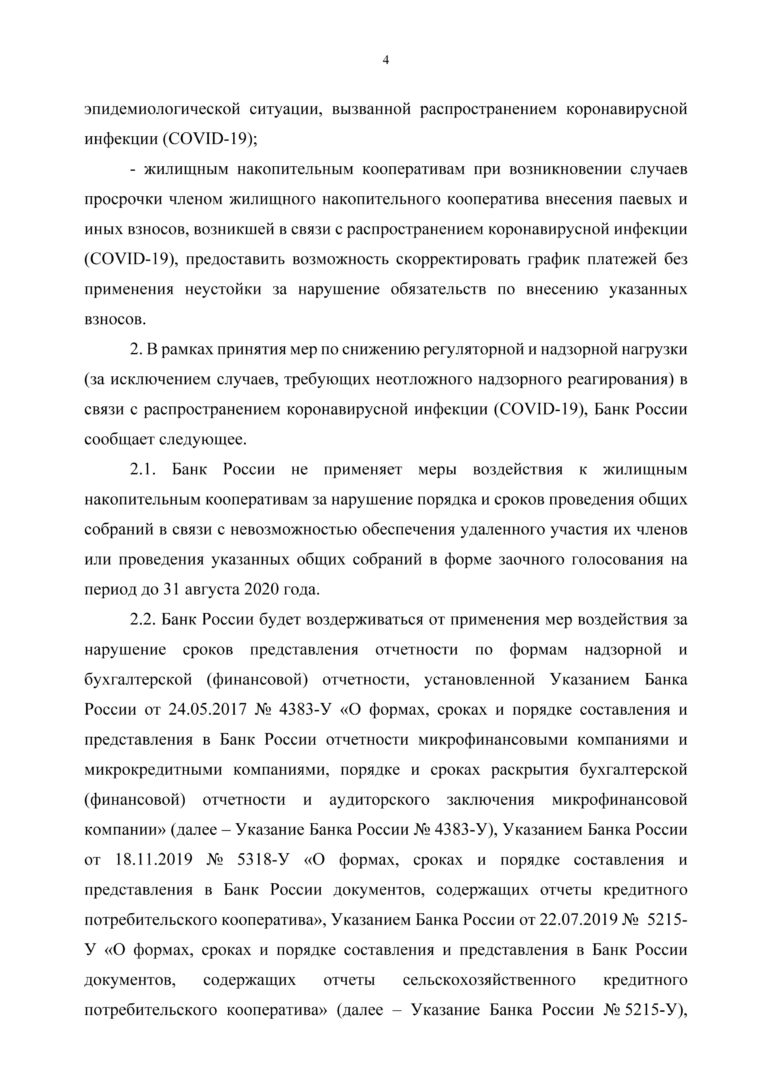 4
эпидемиологической ситуации, вызванной распространением коронавирусной
инфекции (COVID-19);
- жилищным накопительным кооперативам при возникновении случаев
просрочки членом жилищного накопительного кооператива внесения паевых и
иных взносов, возникшей в связи с распространением коронавирусной инфекции
(COVID-19), предоставить возможность скорректировать график платежей без
применения неустойки за нарушение обязательств по внесению указанных
взносов.
2. В рамках принятия мер по снижению регуляторной и надзорной нагрузки
(за исключением случаев, требующих неотложного надзорного реагирования) в
связи с распространением коронавирусной инфекции (COVID-19), Банк России
сообщает следующее.
2.1. Банк России не применяет меры воздействия к жилищным
накопительным кооперативам за нарушение порядка и сроков проведения общих
собраний в связи с невозможностью обеспечения удаленного участия их членов
или проведения указанных общих собраний в форме заочного голосования на
период до 31 августа 2020 года.
2.2. Банк России будет воздерживаться от применения мер воздействия за
нарушение сроков представления отчетности по формам надзорной и
бухгалтерской (финансовой) отчетности, установленной Указанием Банка
России от 24.05.2017 № 4383-У «О формах, сроках и порядке составления и
представления в Банк России отчетности микрофинансовыми компаниями и
микрокредитными компаниями, порядке и сроках раскрытия бухгалтерской
(финансовой) отчетности и аудиторского заключения микрофинансовой
компании» (далее – Указание Банка России № 4383-У), Указанием Банка России
от 18.11.2019 № 5318-У «О формах, сроках и порядке составления и
представления в Банк России документов, содержащих отчеты кредитного
потребительского кооператива», Указанием Банка России от 22.07.2019 № 5215-
У «О формах, сроках и порядке составления и представления в Банк России
документов, содержащих отчеты сельскохозяйственного кредитного
потребительского кооператива» (далее – Указание Банка России № 5215-У),